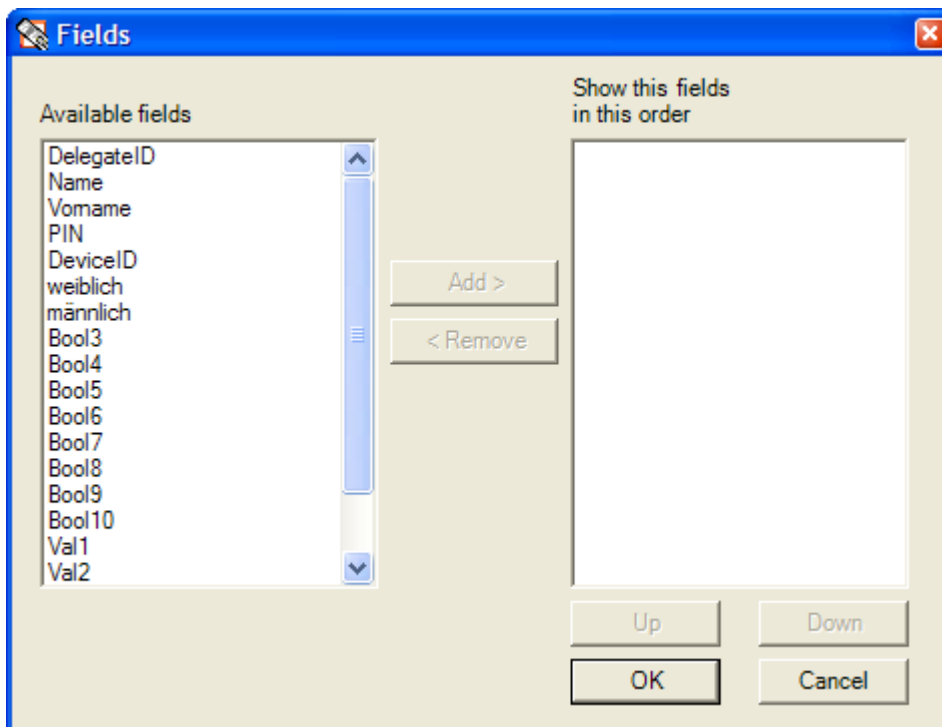 Fields
Available fields
Show this fields
in this order
DelegateID
Name
Vorname
PIN
DeviceID
weiblich
männlich
Bool3
Bool4
Bool5
Bool6
Bool7
Bool8
Bool9
Bool10
Val1
Val2
Add >
< Remove
Up
Down
OK
Cancel